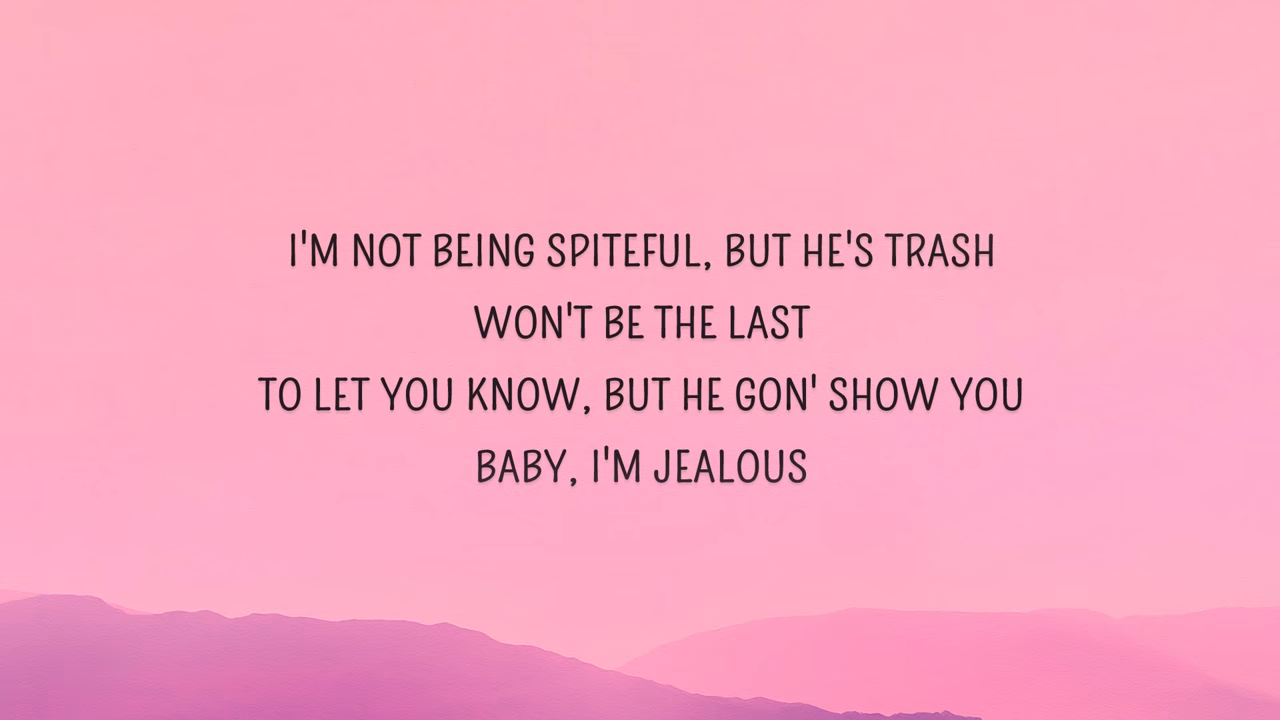 I'M NOT BEING SPITEFUL, BUT HE'S TRASH
WON'T BE THE LAST
TO LET YOU KNOW, BUT HE GON' SHOW YOU
BABY, I'M JEALOUS